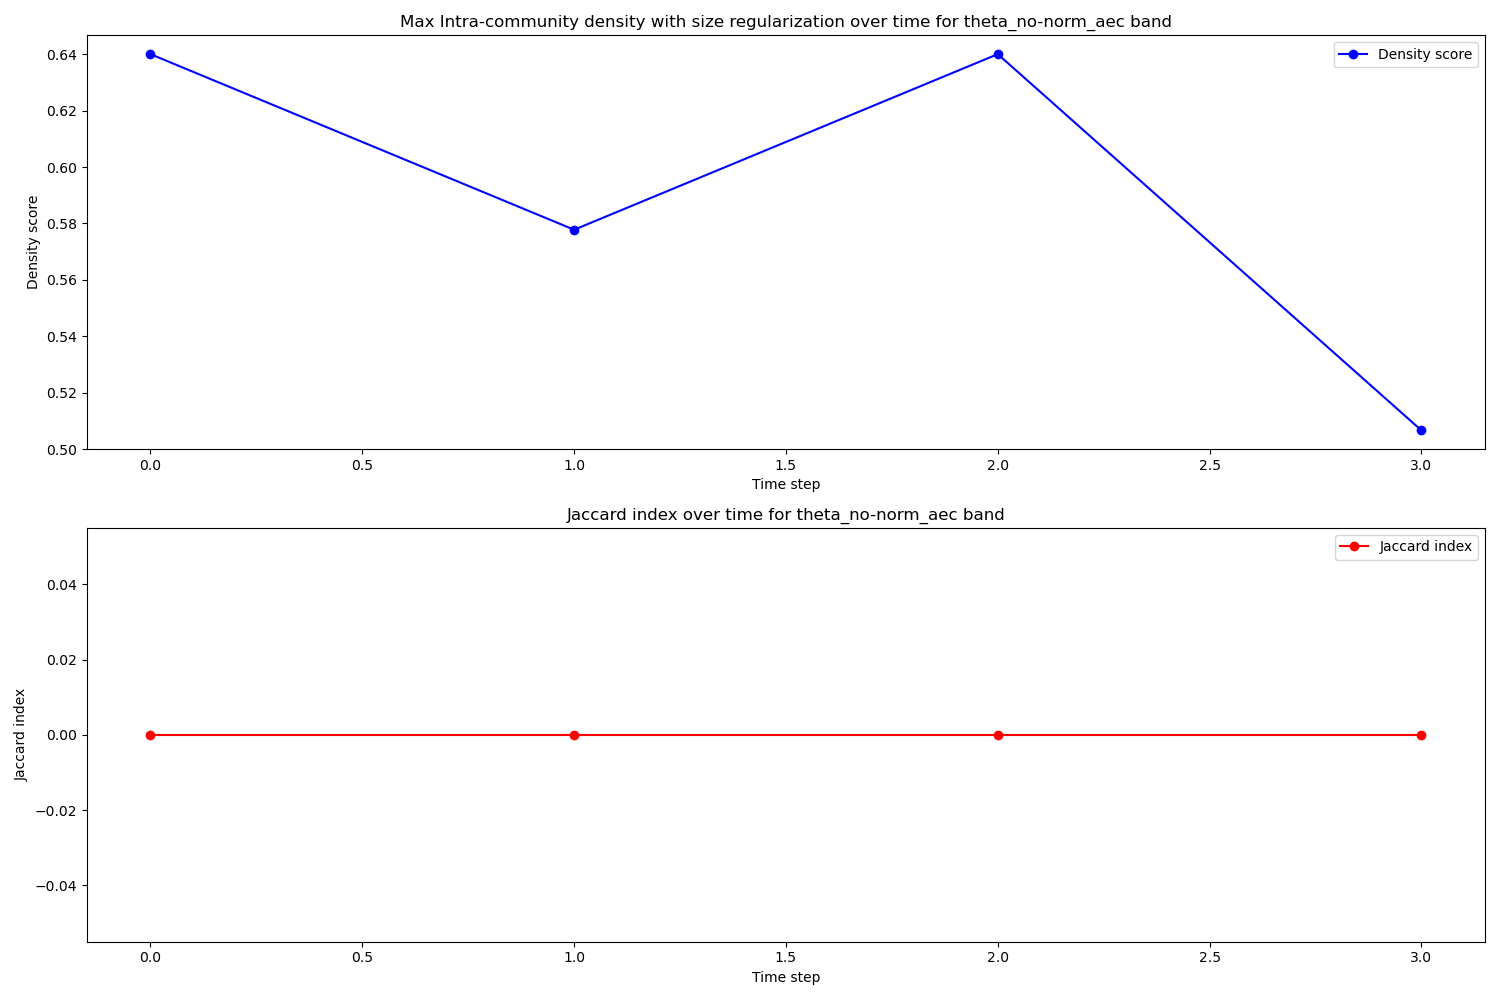 Max Intra-community density with size regularization over time for theta_no-norm_aec band
Density score
0.64
0.62
0.60
0.58
0.56
0.54
0.52
0.50
Density score
0.0 0.5 1.0 1.5 2.0 2.5 3.0
Time step
Jaccard index over time for theta_no-norm_aec band
Jaccard index
0.04
0.02
0.00
−0.02
−0.04
Jaccard index
0.0 0.5 1.0 1.5 2.0 2.5 3.0
Time step